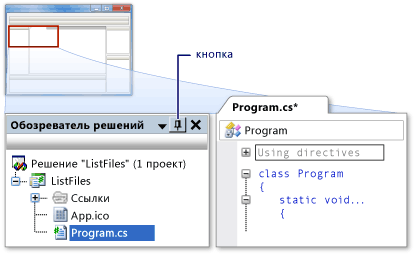 кнопка
Обозреватель решений
Program.cs*
Program
Решение "ListFiles" (1 проект)
ListFiles
Ссылки
App.ico
Program.cs
Using directives
class Program
{
static void...
{